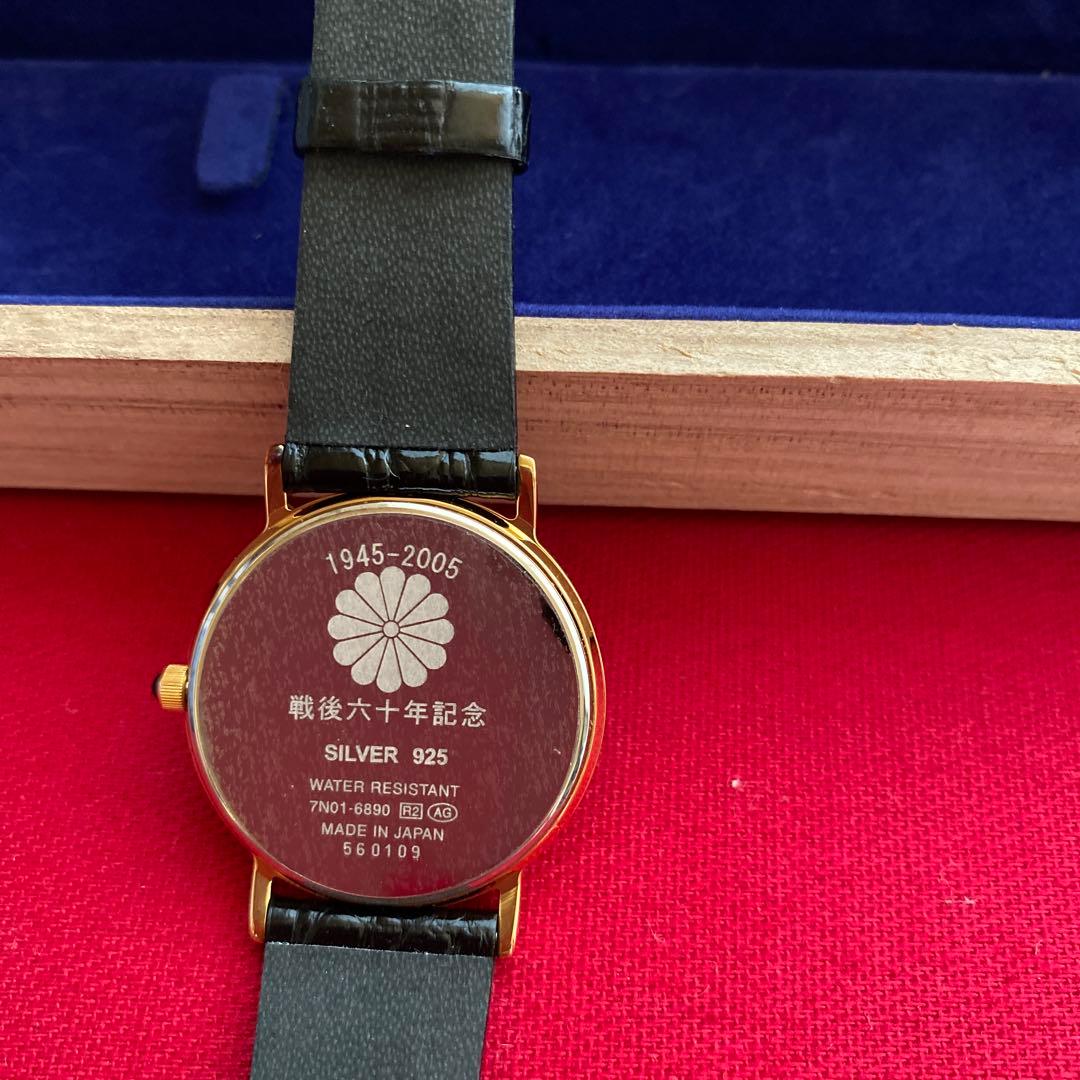 1945-2005
戦後六十年記念
SILVER 925
WATER RESISTANT
7N01-6890 R2 AG
MADE IN JAPAN
560109